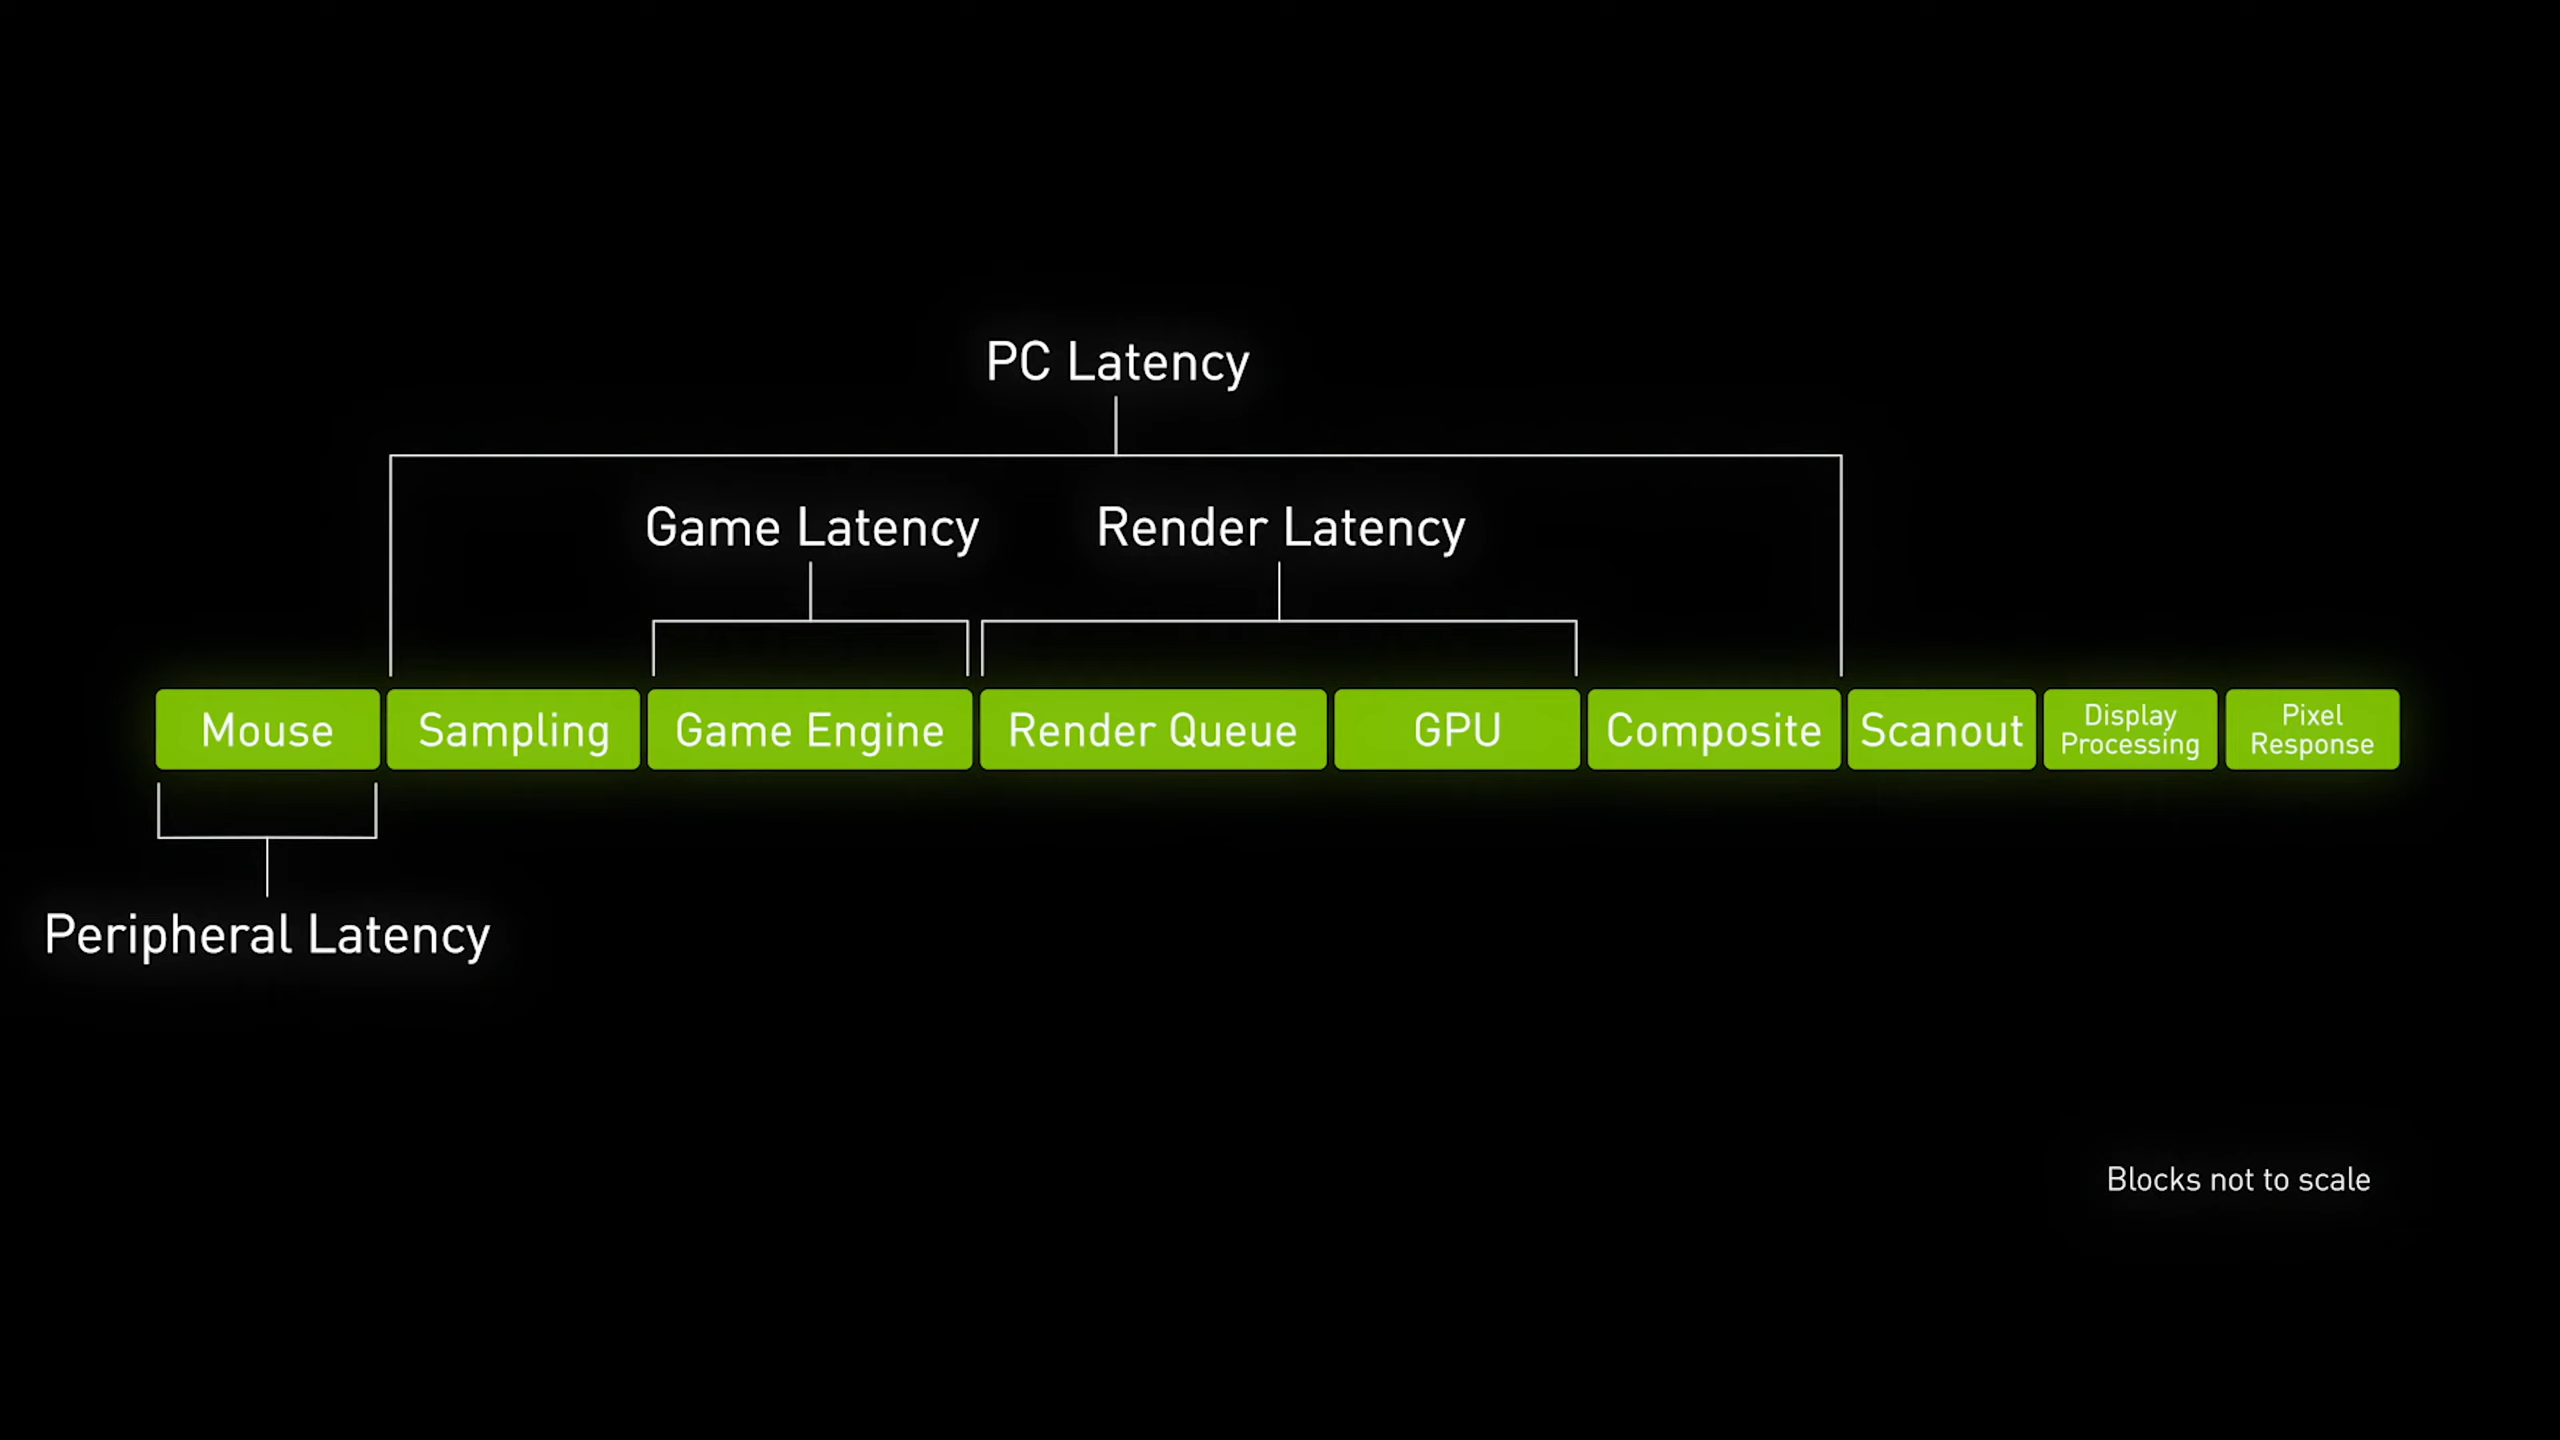 PC Latency
Game Latency
Render Latency
Mouse
Sampling
Game Engine
Render Queue
GPU
Composite
Scanout
Display
Processing
Pixel
Response
Peripheral Latency
Blocks not to scale